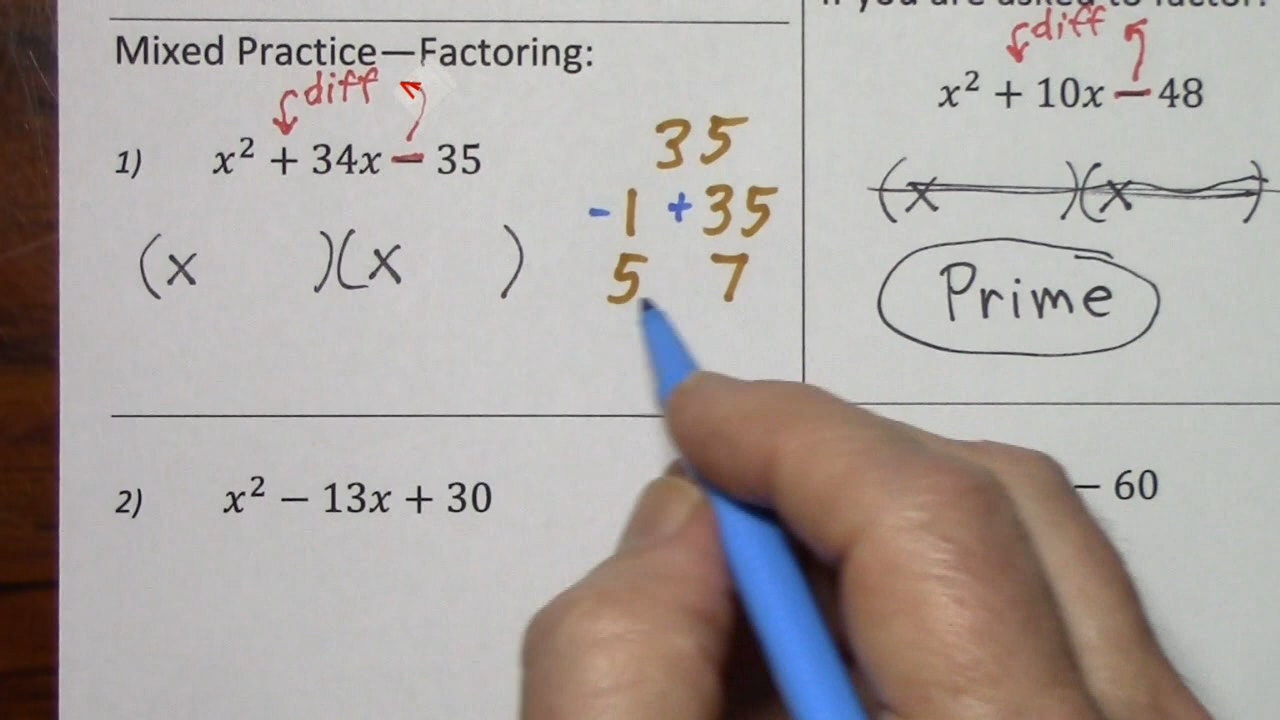 Mixed Practice—Factoring:
diff
1) x² + 34x − 35
(x )(x )
35
-1 +35
5 7
2) x² − 13x + 30
diff
x² + 10x − 48
(x )(x )
Prime
− 60